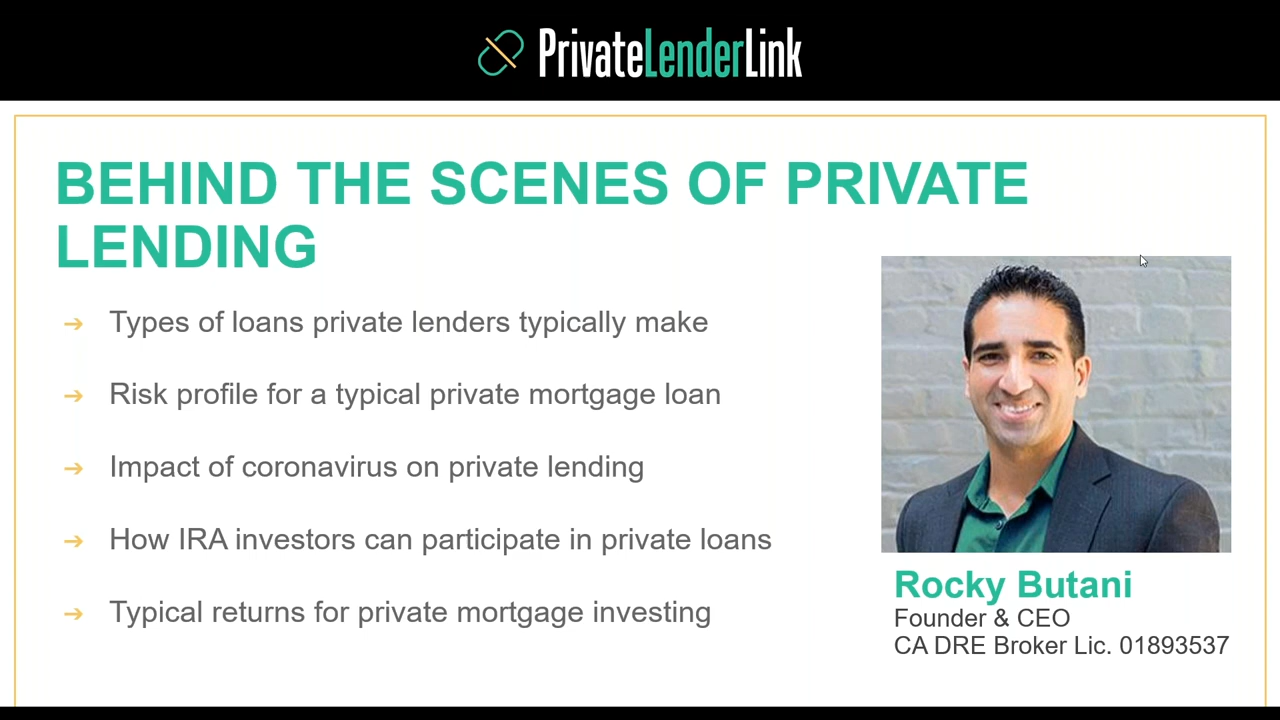 PrivateLenderLink
BEHIND THE SCENES OF PRIVATE
LENDING
➔ Types of loans private lenders typically make
➔ Risk profile for a typical private mortgage loan
➔ Impact of coronavirus on private lending
➔ How IRA investors can participate in private loans
➔ Typical returns for private mortgage investing
Rocky Butani
Founder & CEO
CA DRE Broker Lic. 01893537